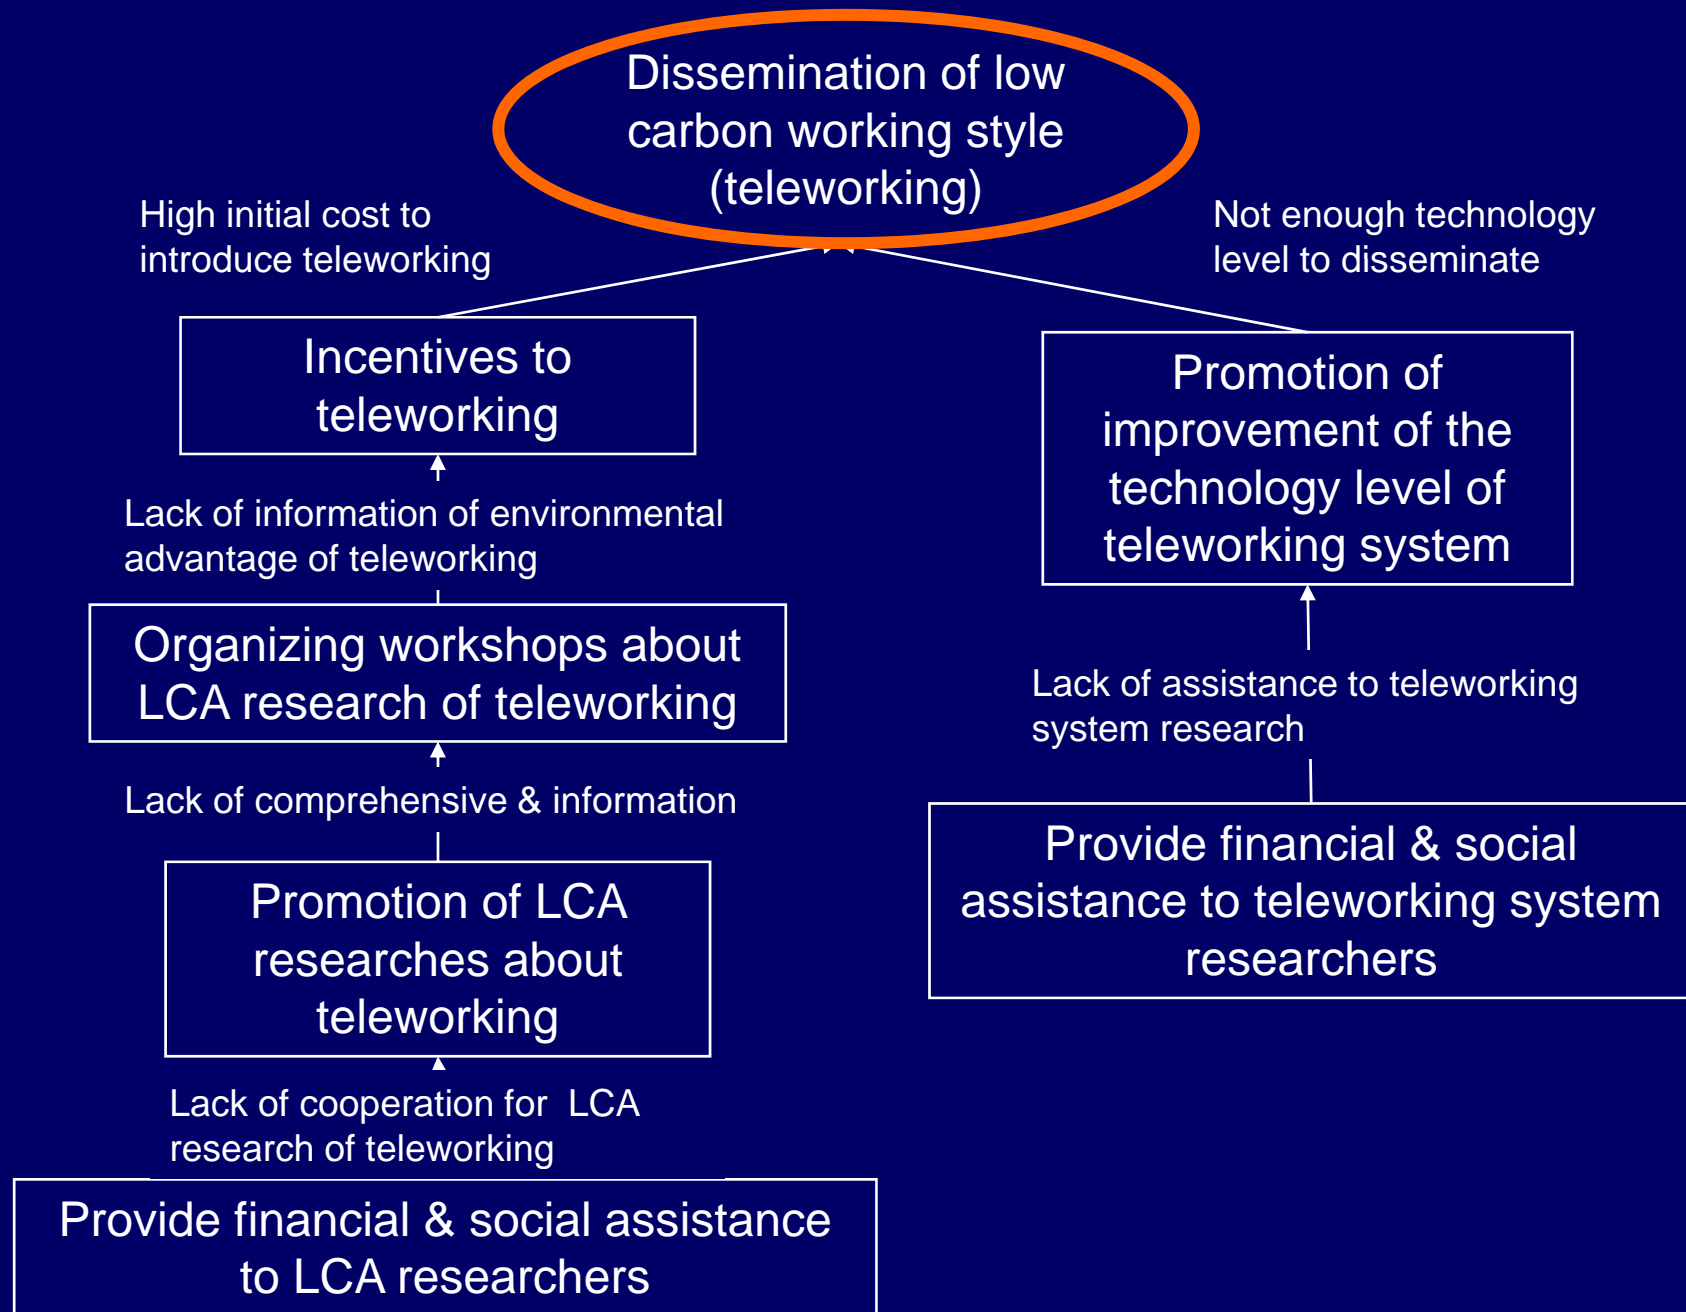 Dissemination of low
carbon working style
(teleworking)
High initial cost to
introduce teleworking
Not enough technology
level to disseminate
Incentives to
teleworking
Promotion of
improvement of the
technology level of
teleworking system
Lack of information of environmental
advantage of teleworking
Organizing workshops about
LCA research of teleworking
Lack of assistance to teleworking
system research
Lack of comprehensive & information
Provide financial & social
assistance to teleworking system
researchers
Promotion of LCA
researches about
teleworking
Lack of cooperation for  LCA
research of teleworking
Provide financial & social assistance
to LCA researchers